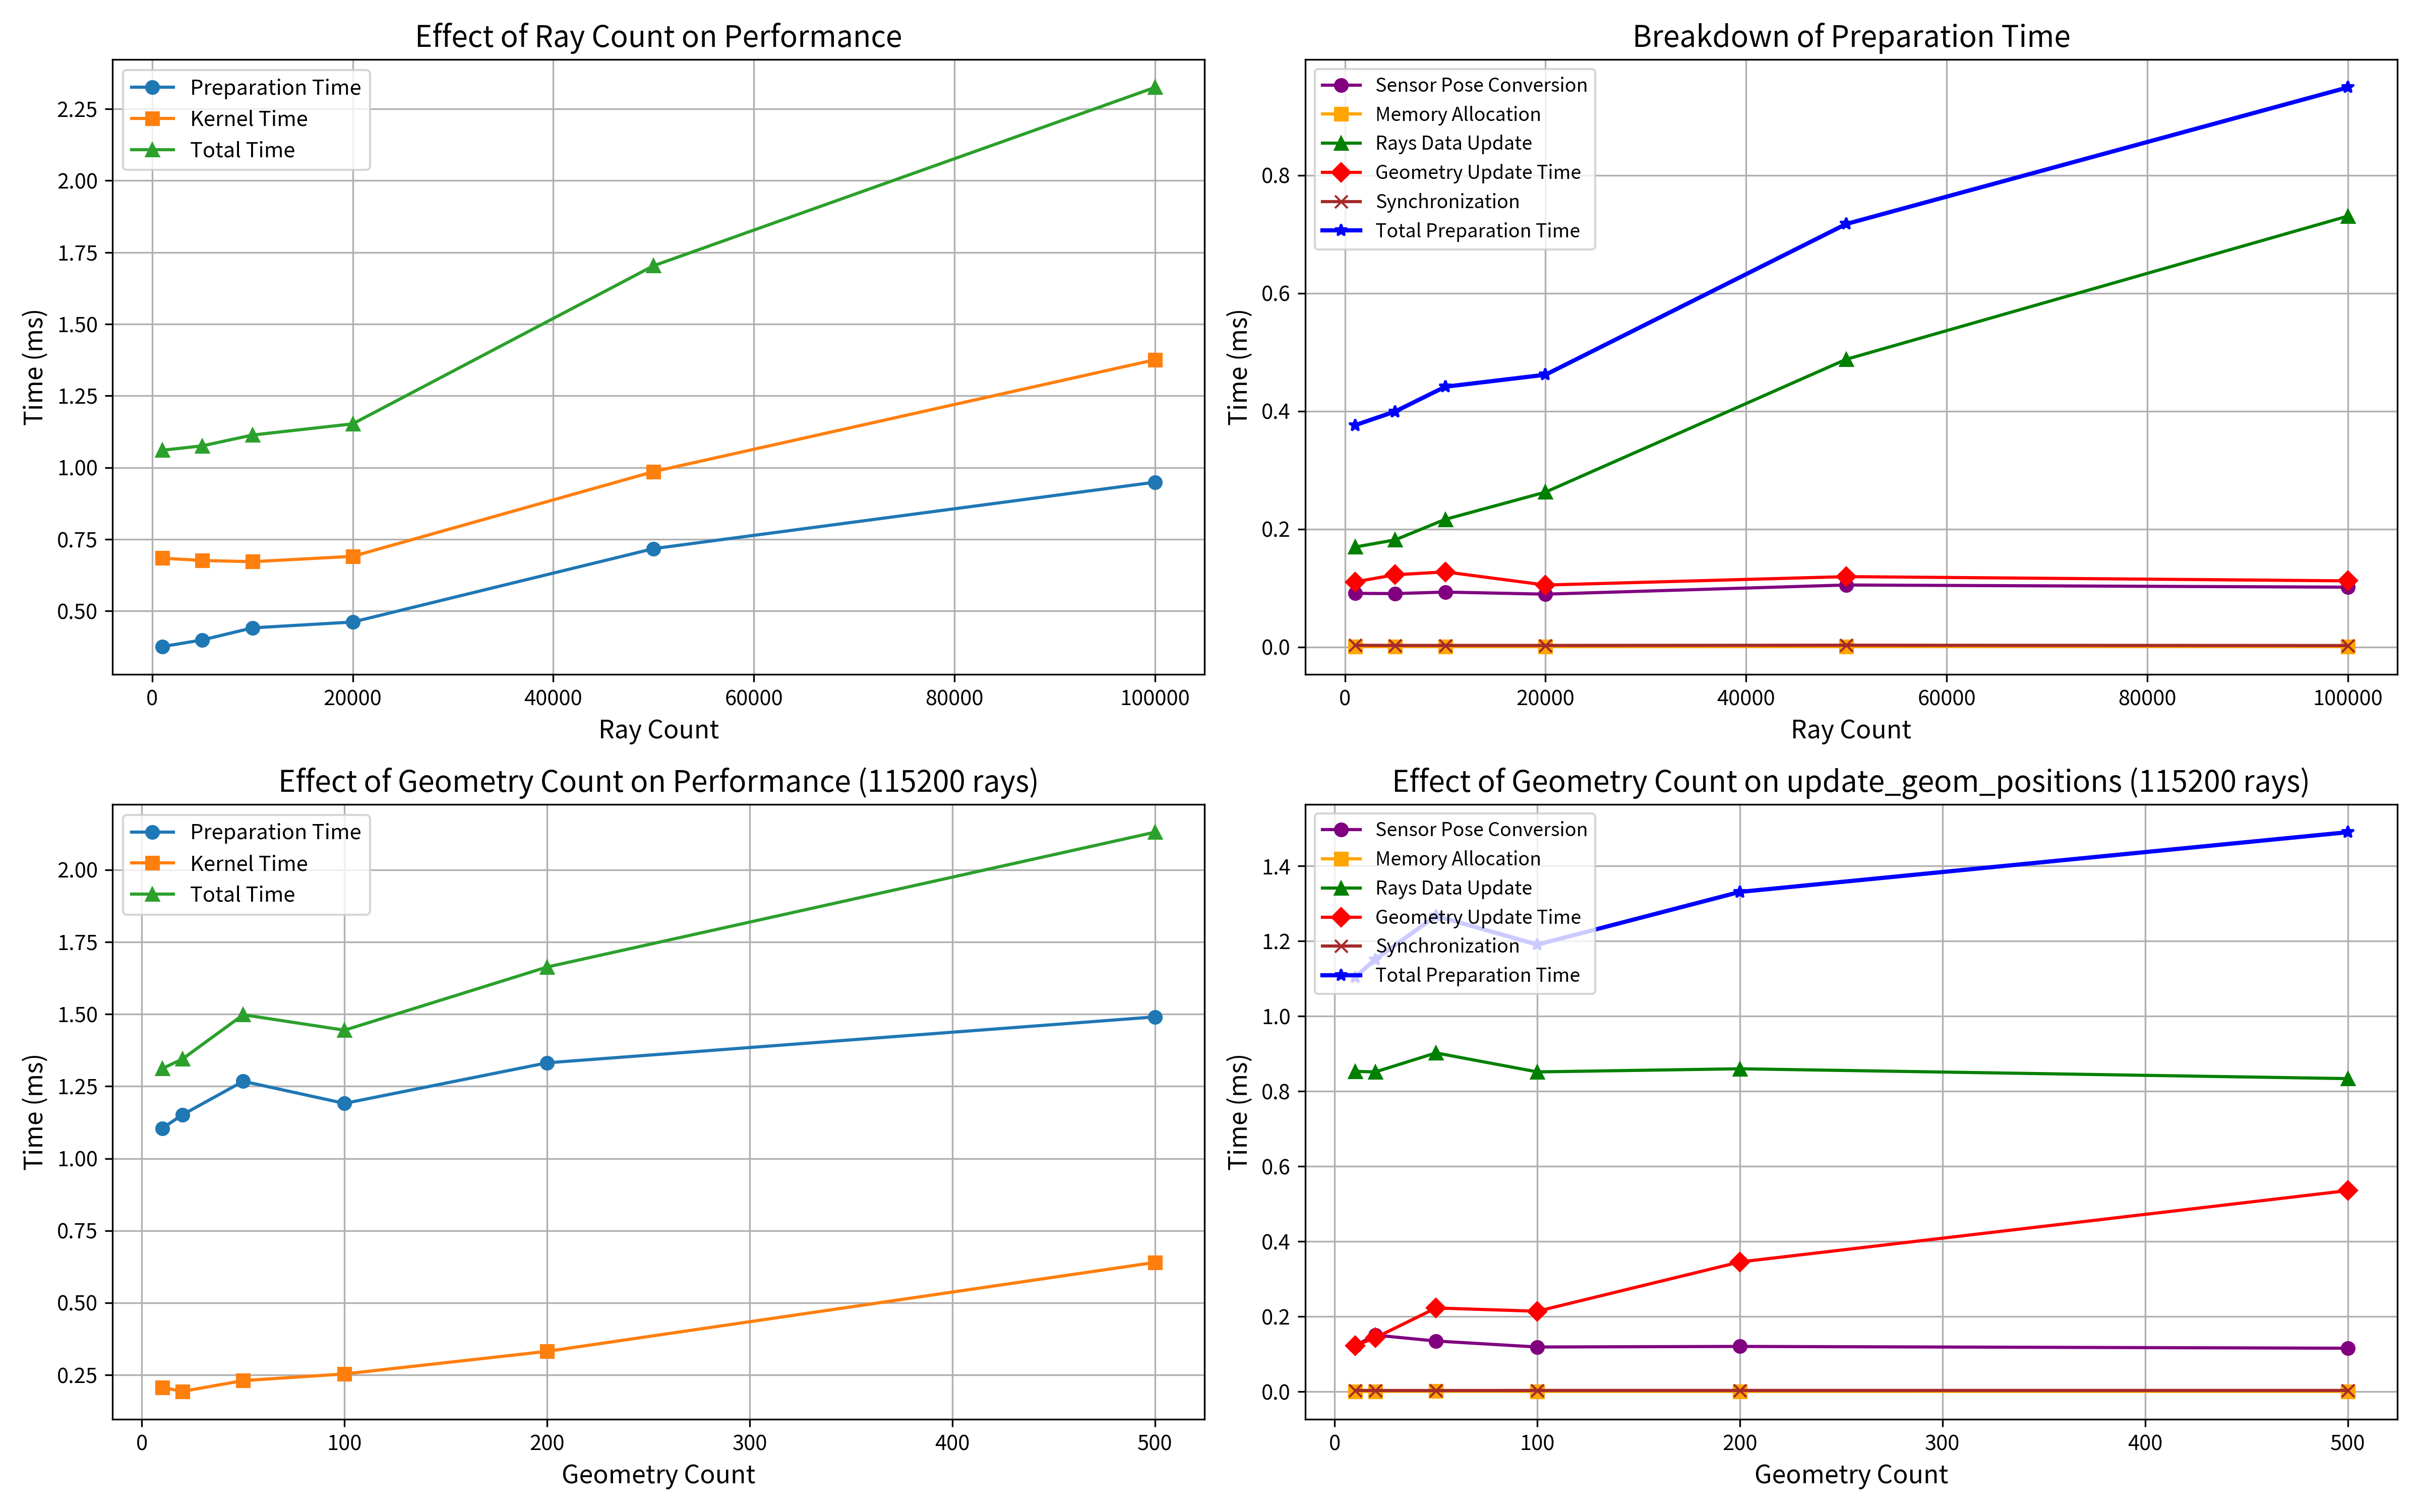 Effect of Ray Count on Performance
Preparation Time
Kernel Time
Total Time
2.25
2.00
1.75
1.50
1.25
1.00
0.75
0.50
Time (ms)
0 20000 40000 60000 80000 100000
Ray Count
Breakdown of Preparation Time
Sensor Pose Conversion
Memory Allocation
Rays Data Update
Geometry Update Time
Synchronization
Total Preparation Time
0.8
0.6
0.4
0.2
0.0
Time (ms)
0 20000 40000 60000 80000 100000
Ray Count
Effect of Geometry Count on Performance (115200 rays)
Preparation Time
Kernel Time
Total Time
2.00
1.75
1.50
1.25
1.00
0.75
0.50
0.25
Time (ms)
0 100 200 300 400 500
Geometry Count
Effect of Geometry Count on update_geom_positions (115200 rays)
Sensor Pose Conversion
Memory Allocation
Rays Data Update
Geometry Update Time
Synchronization
Total Preparation Time
1.4
1.2
1.0
0.8
0.6
0.4
0.2
0.0
Time (ms)
0 100 200 300 400 500
Geometry Count